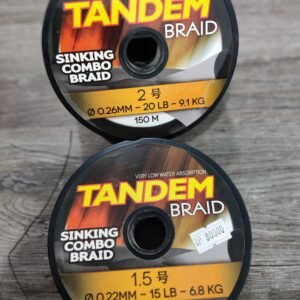 TANDEM
BRAID
SINKING
COMBO
BRAID
2号
Ø 0.26MM – 20 LB – 9.1 KG
150 M
VERY LOW WATER ABSORPTION
TANDEM
BRAID
SINKING
COMBO
BRAID
1.5号
Ø 0.22MM – 15 LB – 6.8 KG